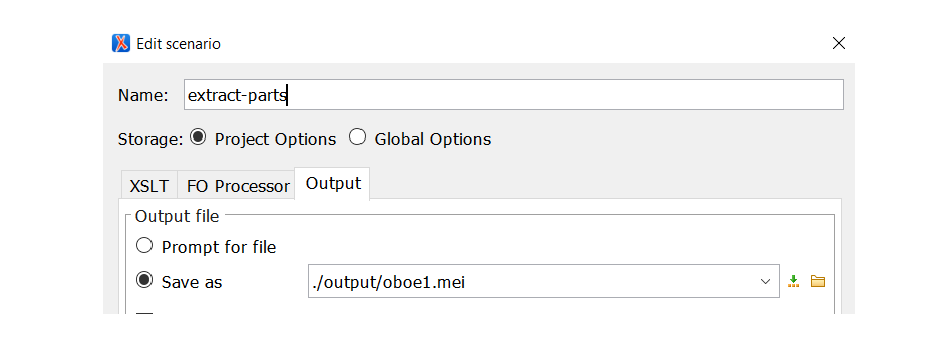 Edit scenario
Name: extract-parts
Storage: Project Options Global Options
XSLT FO Processor Output
Output file
Prompt for file
Save as ./output/oboe1.mei